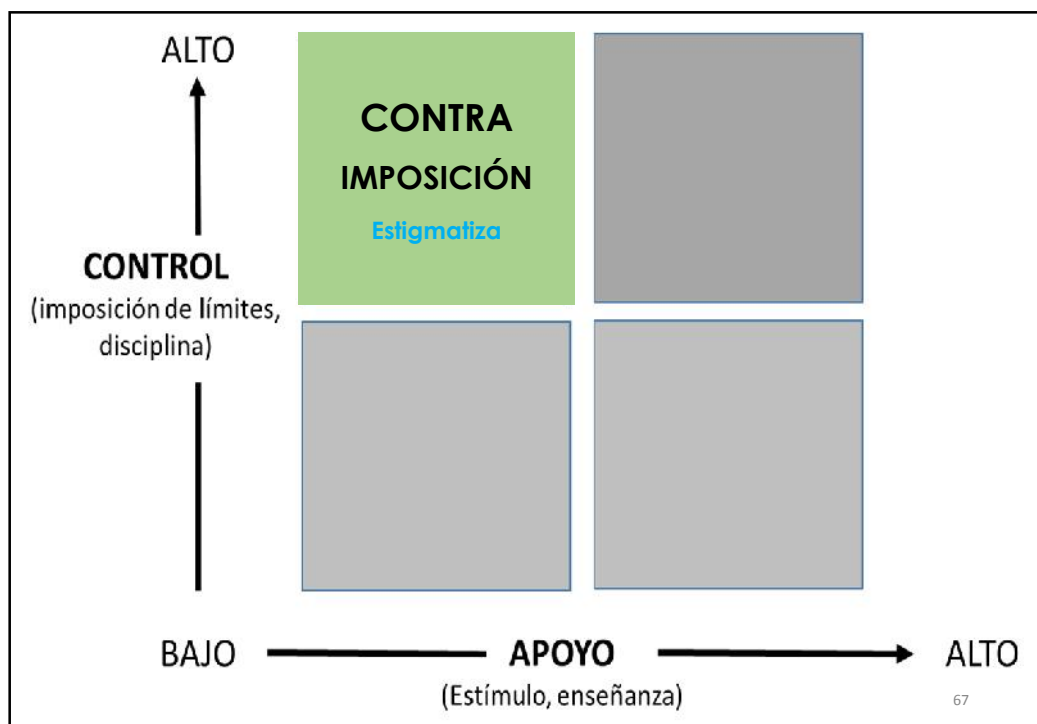 ALTO
CONTRA
IMPOSICIÓN
Estigmatiza
CONTROL
(imposición de límites,
disciplina)
BAJO
APOYO
ALTO
(Estímulo, enseñanza)
67